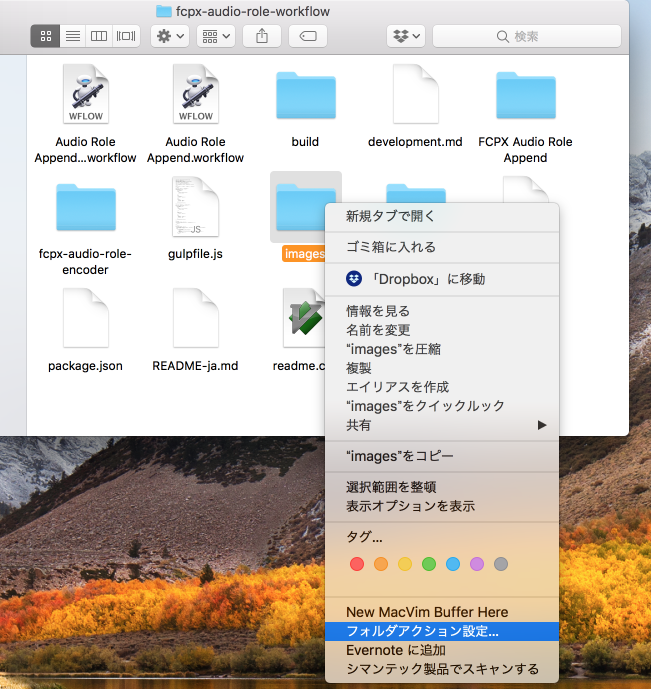 fcpx-audio-role-workflow
検索
WFLOW
WFLOW
Audio Role
Append...workflow
Audio Role
Append.workflow
build
development.md
FCPX Audio Role
Append
JS
fcpx-audio-role-
encoder
gulpfile.js
images
package.json
README-ja.md
readme.c
新規タブで開く
ゴミ箱に入れる
「Dropbox」に移動
情報を見る
名前を変更
“images”を圧縮
複製
エイリアスを作成
“images”をクイックルック
共有
“images”をコピー
選択範囲を整頓
表示オプションを表示
タグ...
New MacVim Buffer Here
フォルダアクション設定...
Evernote に追加
シマンテック製品でスキャンする